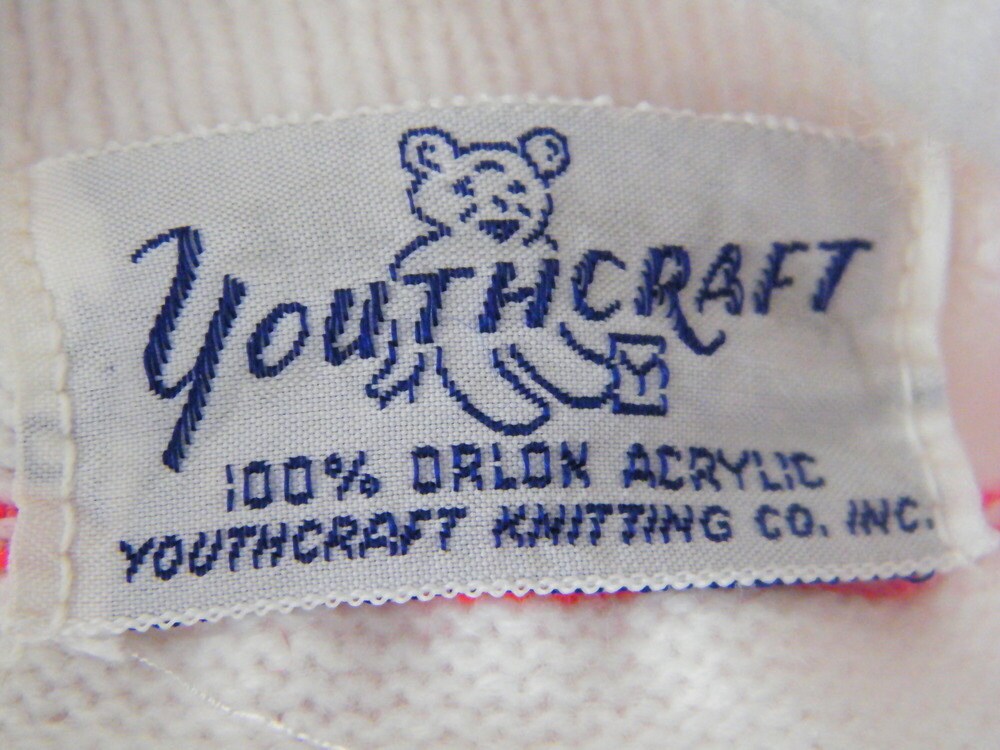 YOUTHCRAFT
100% ORLON ACRYLIC
YOUTHCRAFT KNITTING CO. INC.